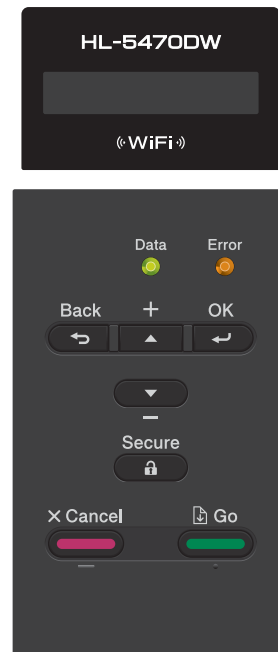 HL-5470DW
WiFi
Data Error
Back + OK
−
Secure
× Cancel Go